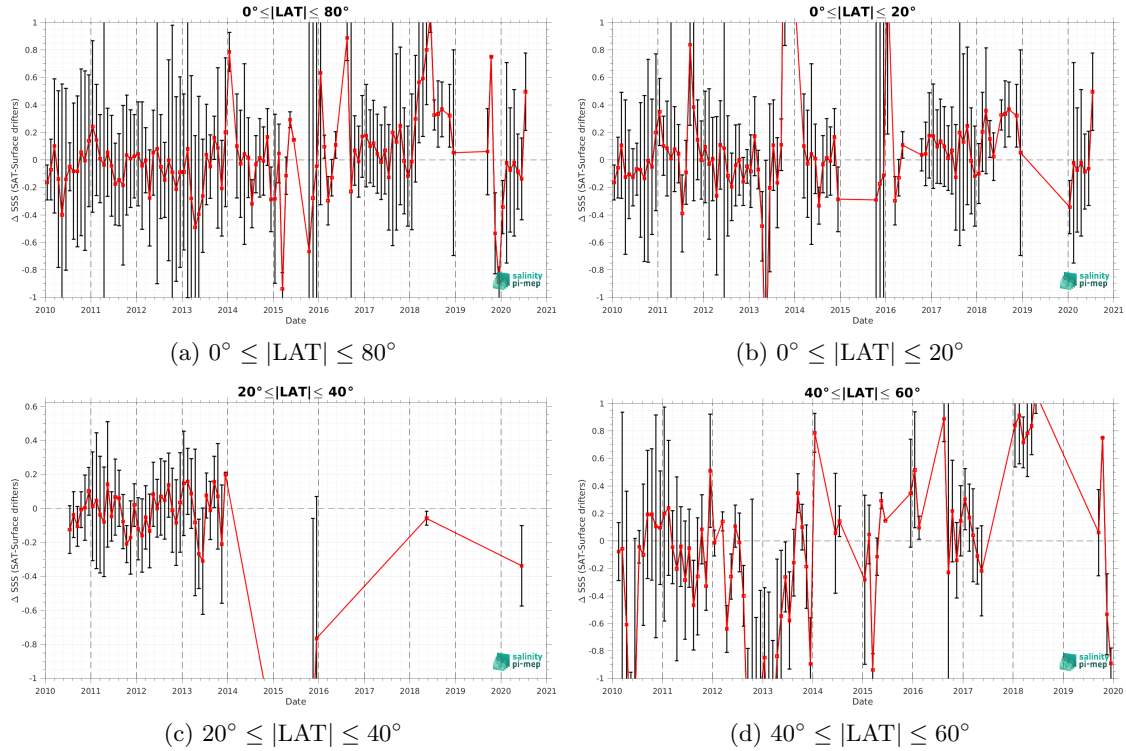 0°≤|LAT|≤ 80°
Δ SSS (SAT-Surface drifters)
1
0.8
0.6
0.4
0.2
0
-0.2
-0.4
-0.6
-0.8
-1
2010 2011 2012 2013 2014 2015 2016 2017 2018 2019 2020 2021
Date
salinity
pi-mep
(a) 0° ≤ |LAT| ≤ 80°
0°≤|LAT|≤ 20°
Δ SSS (SAT-Surface drifters)
1
0.8
0.6
0.4
0.2
0
-0.2
-0.4
-0.6
-0.8
-1
2010 2011 2012 2013 2014 2015 2016 2017 2018 2019 2020 2021
Date
salinity
pi-mep
(b) 0° ≤ |LAT| ≤ 20°
20°≤|LAT|≤ 40°
Δ SSS (SAT-Surface drifters)
0.6
0.4
0.2
0
-0.2
-0.4
-0.6
-0.8
-1
2010 2011 2012 2013 2014 2015 2016 2017 2018 2019 2020 2021
Date
salinity
pi-mep
(c) 20° ≤ |LAT| ≤ 40°
40°≤|LAT|≤ 60°
Δ SSS (SAT-Surface drifters)
1
0.8
0.6
0.4
0.2
0
-0.2
-0.4
-0.6
-0.8
-1
2010 2011 2012 2013 2014 2015 2016 2017 2018 2019 2020
Date
salinity
pi-mep
(d) 40° ≤ |LAT| ≤ 60°